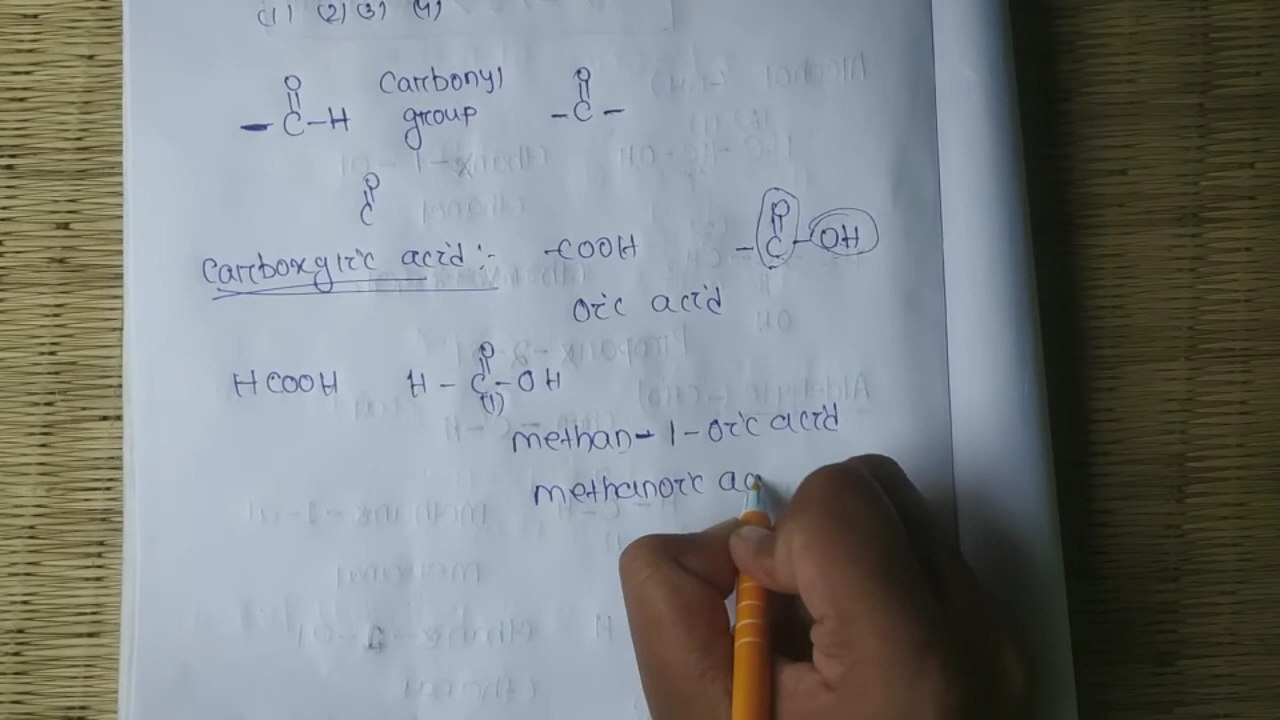 (1) (2) (3) (4)
O O
|| Carbonyl ||
-C-H group -C-
O
||
C
Carboxylic acid :- -COOH -C-OH
O
||
oic acid
HCOOH H-C-OH
O
||
(1)
methan-1-oic acid
methanoic ac